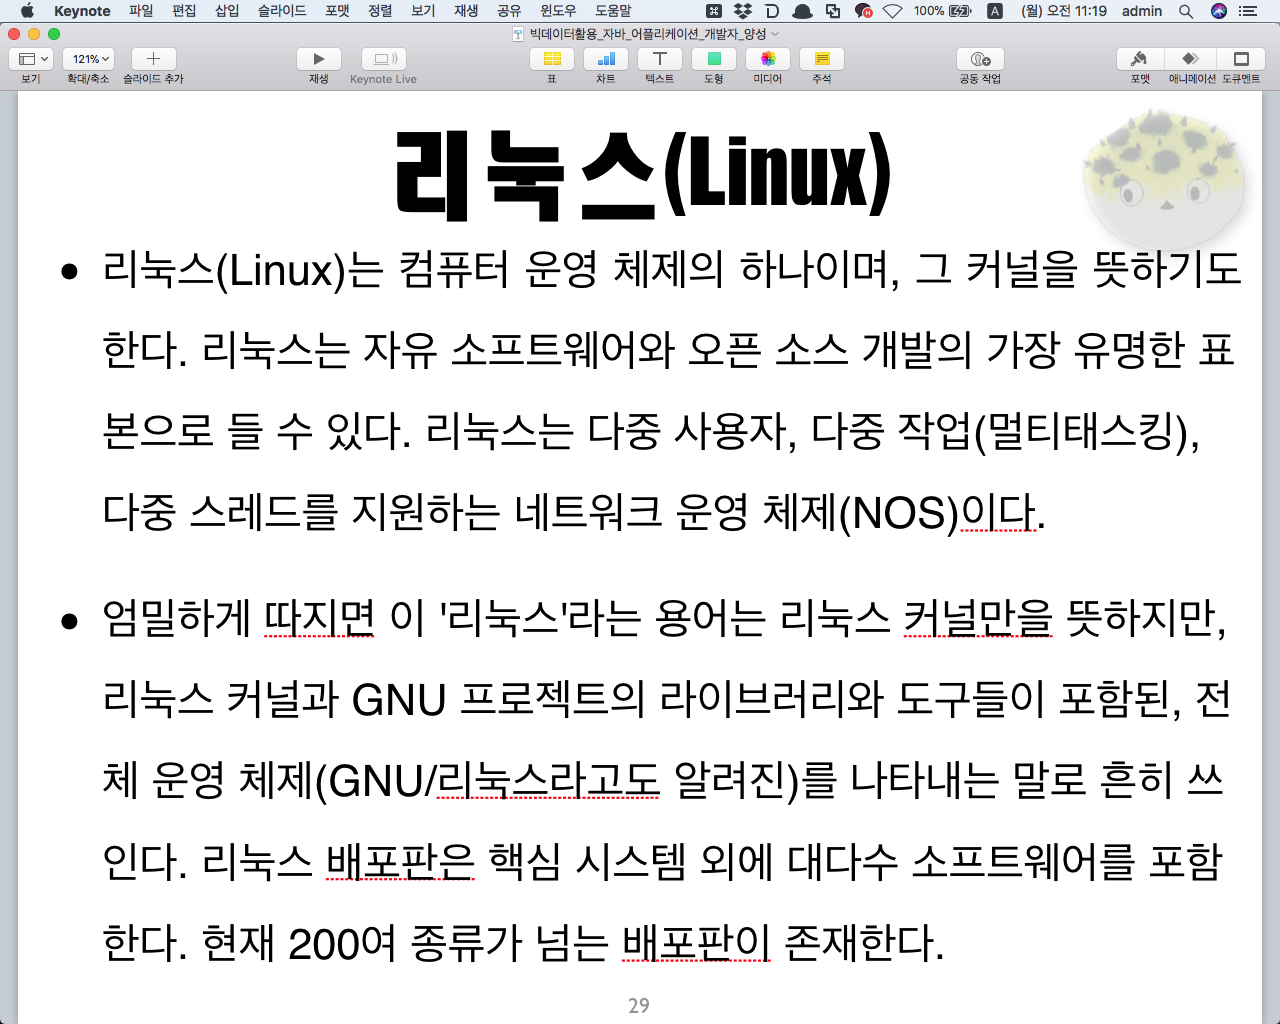 Keynote 파일 편집 삽입 슬라이드 포맷 정렬 보기 재생 공유 윈도우 도움말 100% A (월) 오전 11:19 admin
빅데이터활용_자바_어플리케이션_개발자_양성
121%
보기 확대/축소 슬라이드 추가 재생 Keynote Live 표 차트 텍스트 도형 미디어 주석 공동 작업 포맷 애니메이션 도큐멘트
리눅스(Linux)
● 리눅스(Linux)는 컴퓨터 운영 체제의 하나이며, 그 커널을 뜻하기도
한다. 리눅스는 자유 소프트웨어와 오픈 소스 개발의 가장 유명한 표
본으로 들 수 있다. 리눅스는 다중 사용자, 다중 작업(멀티태스킹),
다중 스레드를 지원하는 네트워크 운영 체제(NOS)이다.
● 엄밀하게 따지면 이 '리눅스'라는 용어는 리눅스 커널만을 뜻하지만,
리눅스 커널과 GNU 프로젝트의 라이브러리와 도구들이 포함된, 전
체 운영 체제(GNU/리눅스라고도 알려진)를 나타내는 말로 흔히 쓰
인다. 리눅스 배포판은 핵심 시스템 외에 대다수 소프트웨어를 포함
한다. 현재 200여 종류가 넘는 배포판이 존재한다.
29